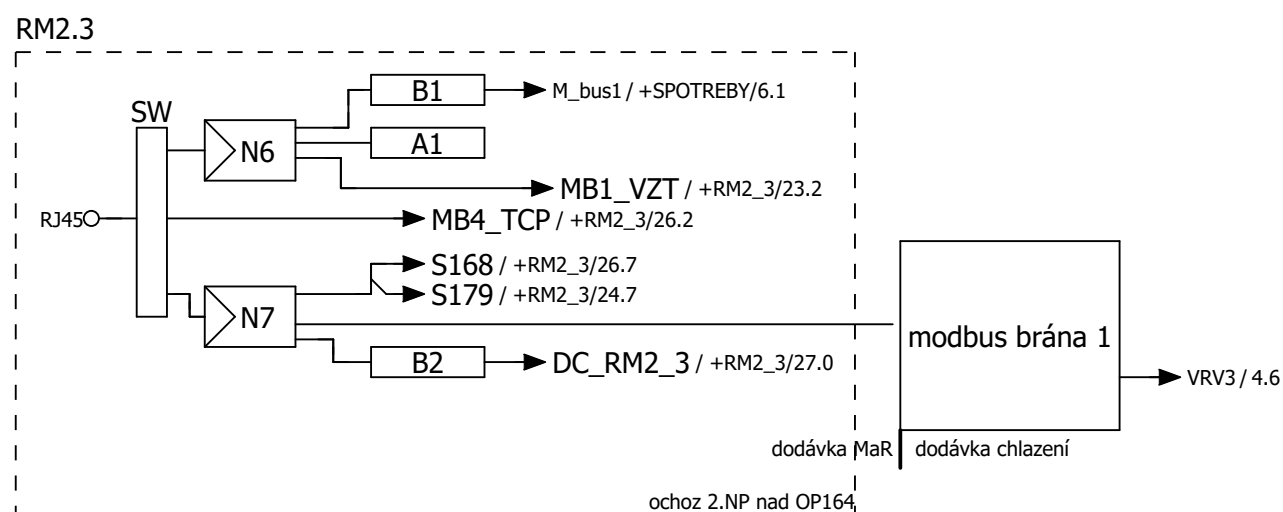 RM2.3
B1
M_bus1 / +SPOTREBY/6.1
SW
N6
A1
MB1_VZT / +RM2_3/23.2
RJ45
MB4_TCP / +RM2_3/26.2
S168 / +RM2_3/26.7
S179 / +RM2_3/24.7
N7
modbus brána 1
B2
DC_RM2_3 / +RM2_3/27.0
VRV3 / 4.6
dodávka MaR
dodávka chlazení
ochoz 2.NP nad OP164